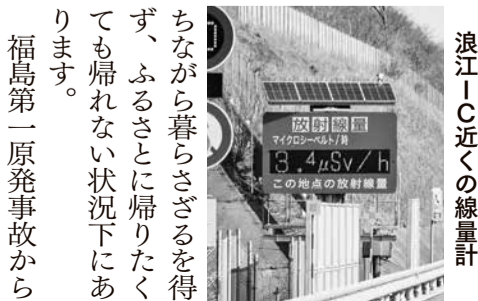 浪江IC近くの線量計
放射線量
マイクロシーベルト/時
3.4μSv/h
この地点の放射線量
ちながら暮らさざるを得
ず、ふるさとに帰りたく
ても帰れない状況下にあ
ります。
福島第一原発事故から